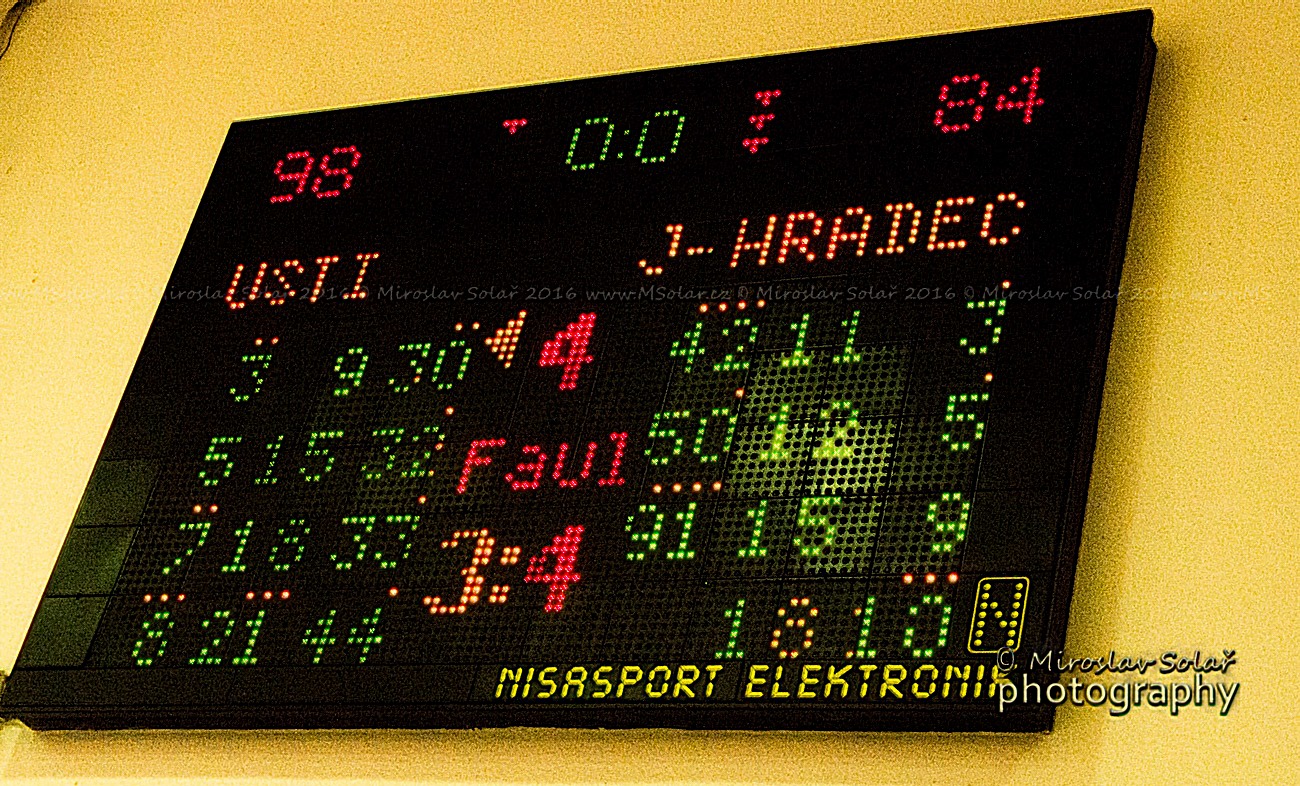 98 0:0 84
USTI J-HRADEC
© Miroslav Solař 2016 www.MSolar.cz © Miroslav Solař 2016 © Miroslav Solař
3 9 30 4 42 11 3
5 15 32 Faul 50 12 5
7 18 33 3:4 91 15 9
8 21 44 18 10
N
NISASPORT ELEKTRONIK
© Miroslav Solař
photography